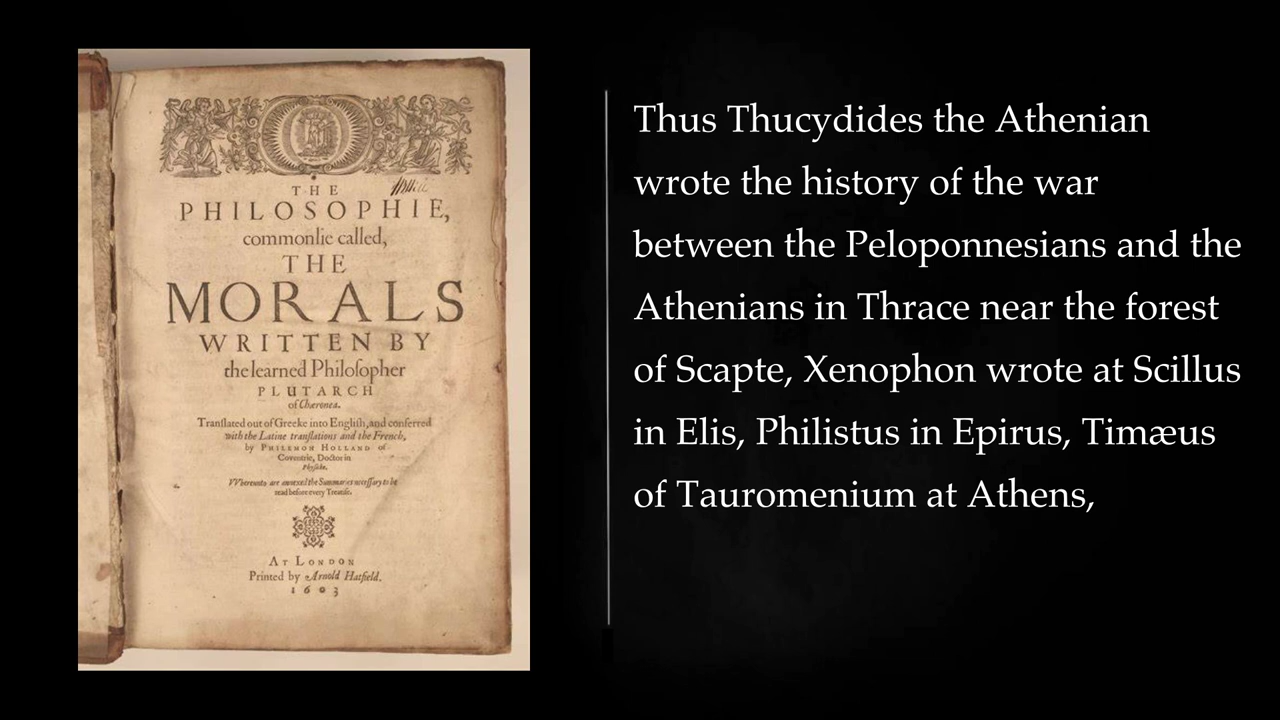 THE
PHILOSOPHIE,
commonlie called,
THE
MORALS
WRITTEN BY
the learned Philoſopher
PLUTARCH
of Chæronea.
Tranſlated out of Greeke into Engliſh, and conferred
with the Latine tranſlations and the French,
by PHILEMON HOLLAND of
Coventrie, Doctor in
Phyſicke.
VVhereunto are annexed the Summaries neceſſary to be
read before every Treatiſe.
AT LONDON
Printed by Arnold Hatfield.
1603
Thus Thucydides the Athenian
wrote the history of the war
between the Peloponnesians and the
Athenians in Thrace near the forest
of Scapte, Xenophon wrote at Scillus
in Elis, Philistus in Epirus, Timæus
of Tauromenium at Athens,